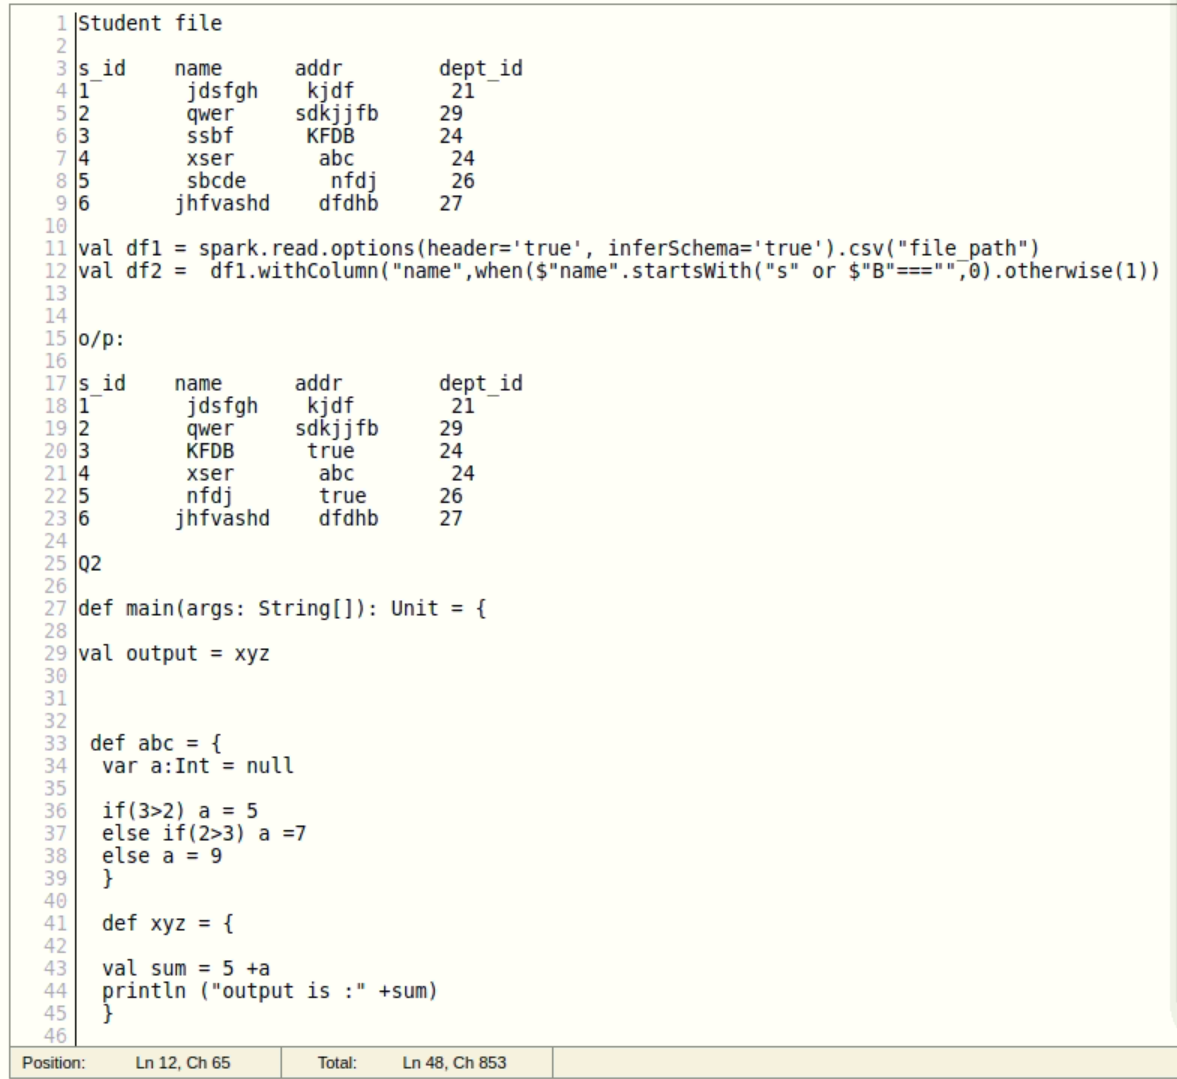 1 Student file
2
3 s_id name addr dept_id
4 1 jdsfgh kjdf 21
5 2 qwer sdkjjfb 29
6 3 ssbf KFDB 24
7 4 xser abc 24
8 5 sbcde nfdj 26
9 6 jhfvashd dfdhb 27
10
11 val df1 = spark.read.options(header='true', inferSchema='true').csv("file_path")
12 val df2 =  df1.withColumn("name",when($"name".startsWith("s" or $"B"==="",0).otherwise(1))
13
14
15 o/p:
16
17 s_id name addr dept_id
18 1 jdsfgh kjdf 21
19 2 qwer sdkjjfb 29
20 3 KFDB true 24
21 4 xser abc 24
22 5 nfdj true 26
23 6 jhfvashd dfdhb 27
24
25 Q2
26
27 def main(args: String[]): Unit = {
28
29 val output = xyz
30
31
32
33 def abc = {
34 var a:Int = null
35
36 if(3>2) a = 5
37 else if(2>3) a =7
38 else a = 9
39 }
40
41 def xyz = {
42
43 val sum = 5 +a
44 println ("output is :" +sum)
45 }
46
Position: Ln 12, Ch 65 Total: Ln 48, Ch 853